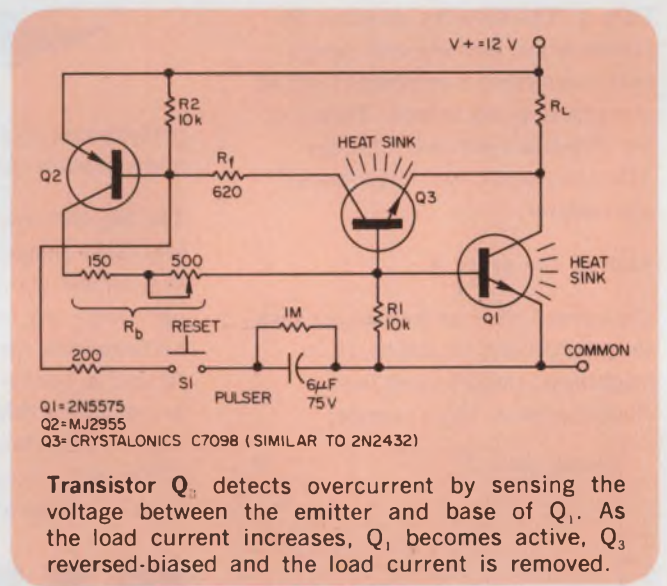 V+=12 V
R2
10k
RL
HEAT SINK
Q2
Rf
620
Q3
150
500
HEAT
SINK
Q1
Rb
RESET
1M
R1
10k
200
S1
PULSER
6μF
75V
COMMON
Q1=2N5575
Q2=MJ2955
Q3=CRYSTALONICS C7098 (SIMILAR TO 2N2432)
Transistor Q3 detects overcurrent by sensing the
voltage between the emitter and base of Q1. As
the load current increases, Q1 becomes active, Q3
reversed-biased and the load current is removed.